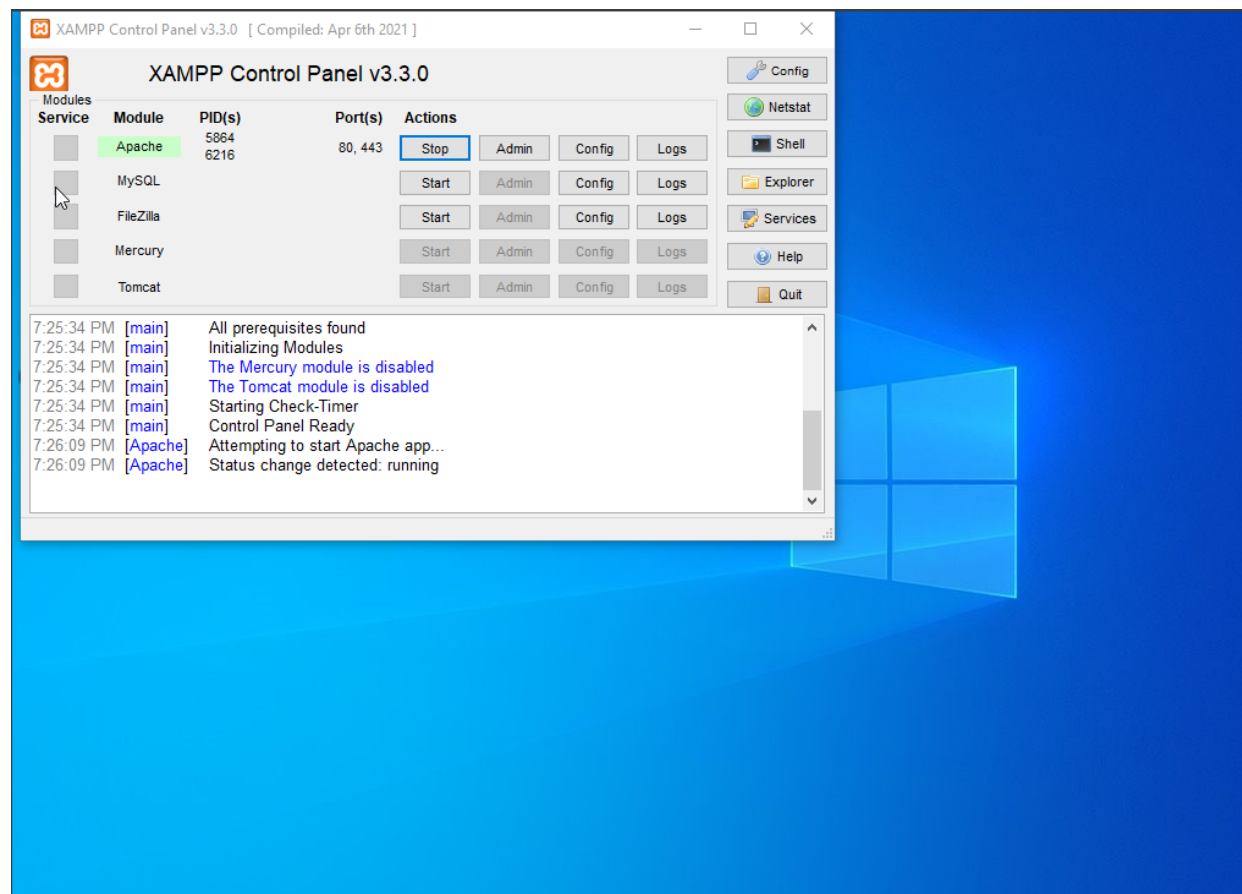 XAMPP Control Panel v3.3.0 [ Compiled: Apr 6th 2021 ]
XAMPP Control Panel v3.3.0
Config
Modules
Netstat
Service Module PID(s) Port(s) Actions
Apache 5864 6216 80, 443 Stop Admin Config Logs
Shell
MySQL Start Admin Config Logs
Explorer
FileZilla Start Admin Config Logs
Services
Mercury Start Admin Config Logs
Help
Tomcat Start Admin Config Logs
Quit
7:25:34 PM [main] All prerequisites found
7:25:34 PM [main] Initializing Modules
7:25:34 PM [main] The Mercury module is disabled
7:25:34 PM [main] The Tomcat module is disabled
7:25:34 PM [main] Starting Check-Timer
7:25:34 PM [main] Control Panel Ready
7:26:09 PM [Apache] Attempting to start Apache app...
7:26:09 PM [Apache] Status change detected: running